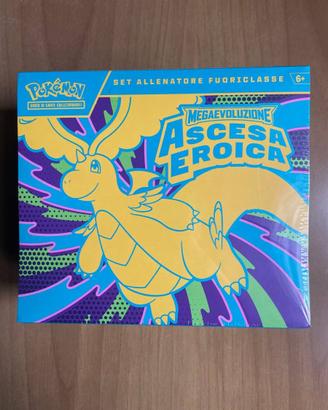 POKÉMON
GIOCO DI CARTE COLLEZIONABILI
SET ALLENATORE FUORICLASSE
6+
MEGAEVOLUZIONE
ASCESA
EROICA